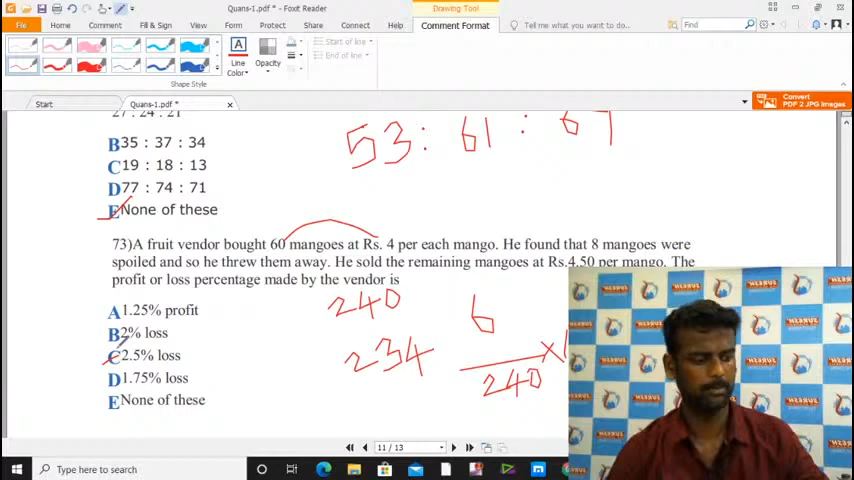 Quans-1.pdf * - Foxit Reader
Drawing Tool
File Home Comment Fill & Sign View Protect Connect Help Comment Format Tell me what you want to do.. Find
Line Color Opacity Start of line End of line
Shape Style
Convert PDF 2 JPG Images
Start Quans-1.pdf *
27 : 24 : 21
53 : 61 : 67
B 35 : 37 : 34
C 19 : 18 : 13
D 77 : 74 : 71
E None of these
73)A fruit vendor bought 60 mangoes at Rs. 4 per each mango. He found that 8 mangoes were
spoiled and so he threw them away. He sold the remaining mangoes at Rs.4.50 per mango. The
profit or loss percentage made by the vendor is
A 1.25% profit
B 2% loss
C 2.5% loss
D 1.75% loss
E None of these
240
234
6
240
×1
11 / 13
Type here to search